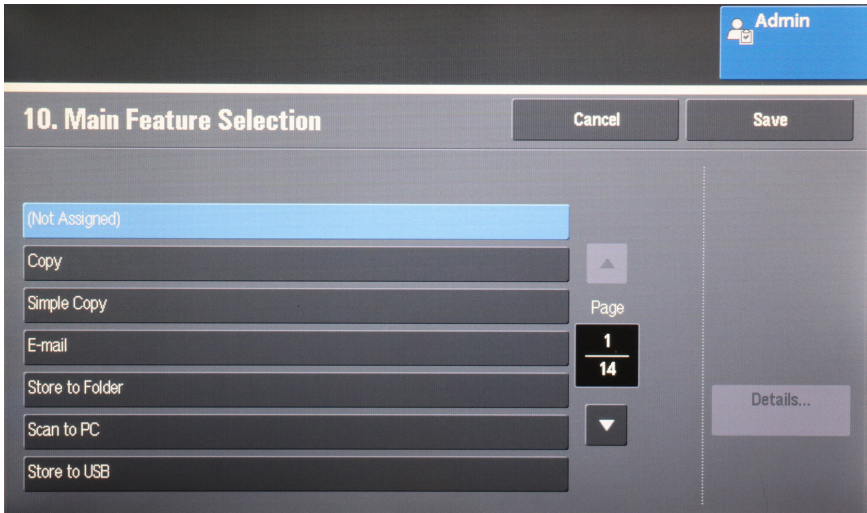 Admin
10. Main Feature Selection
Cancel
Save
(Not Assigned)
Copy
Simple Copy
E-mail
Store to Folder
Scan to PC
Store to USB
Page
1
14
Details...